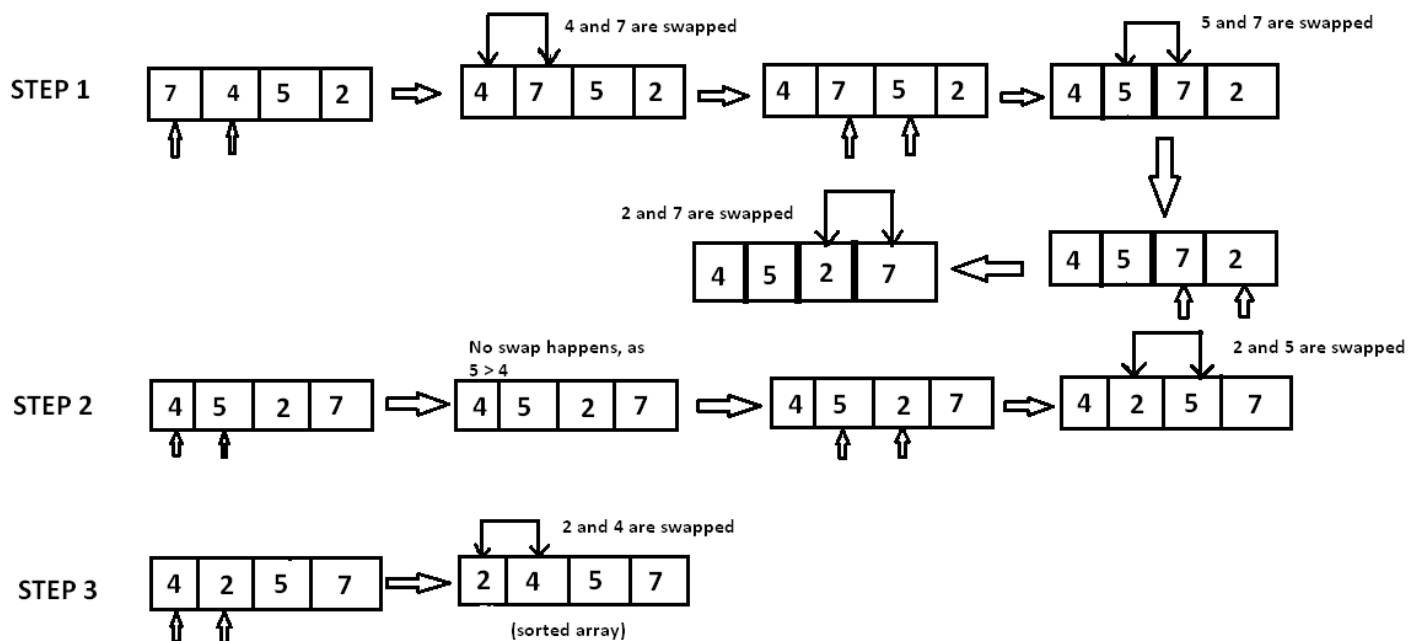 4 and 7 are swapped
5 and 7 are swapped
STEP 1
7 4 5 2
4 7 5 2
4 7 5 2
4 5 7 2
2 and 7 are swapped
4 5 2 7
4 5 7 2
No swap happens, as
5 > 4
2 and 5 are swapped
STEP 2
4 5 2 7
4 5 2 7
4 5 2 7
4 2 5 7
2 and 4 are swapped
STEP 3
4 2 5 7
2 4 5 7
(sorted array)